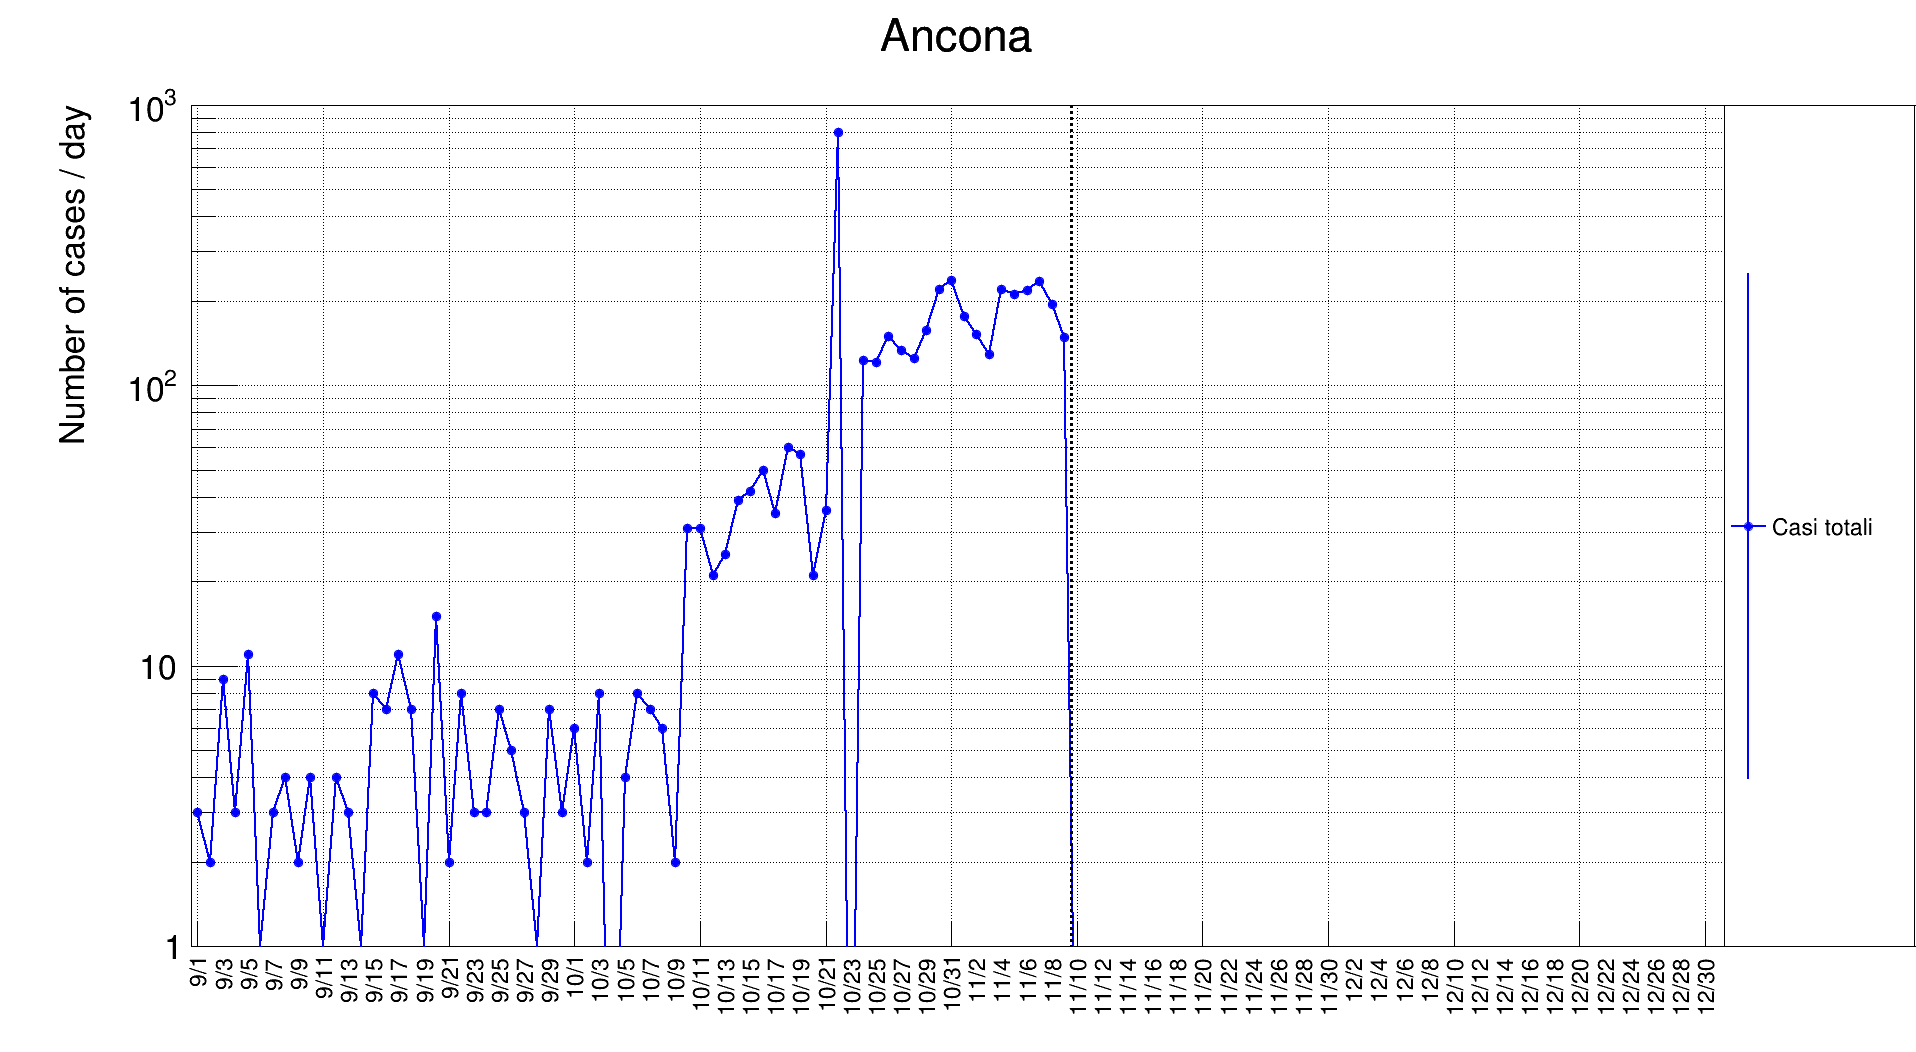 Ancona
Number of cases / day
10³
10²
10
1
9/1 9/3 9/5 9/7 9/9 9/11 9/13 9/15 9/17 9/19 9/21 9/23 9/25 9/27 9/29 10/1 10/3 10/5 10/7 10/9 10/11 10/13 10/15 10/17 10/19 10/21 10/23 10/25 10/27 10/29 10/31 11/2 11/4 11/6 11/8 11/10 11/12 11/14 11/16 11/18 11/20 11/22 11/24 11/26 11/28 11/30 12/2 12/4 12/6 12/8 12/10 12/12 12/14 12/16 12/18 12/20 12/22 12/24 12/26 12/28 12/30
Casi totali